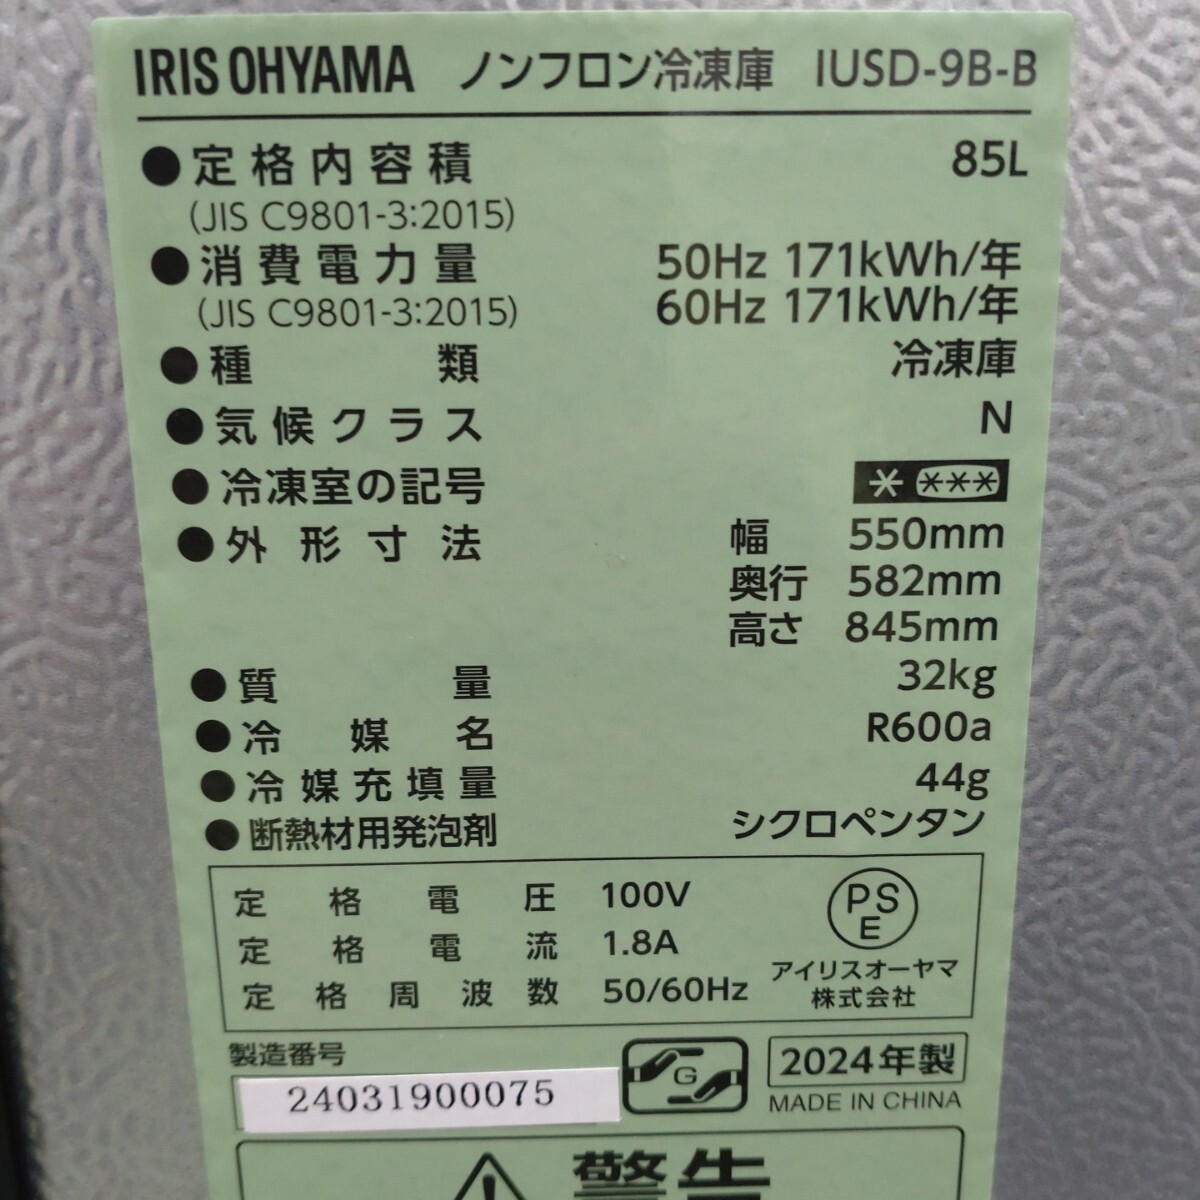 IRIS OHYAMA ノンフロン冷凍庫 IUSD-9B-B
●定格内容積 85L
(JIS C9801-3:2015)
●消費電力量 50Hz 171kWh/年
(JIS C9801-3:2015) 60Hz 171kWh/年
●種類 冷凍庫
●気候クラス N
●冷凍室の記号 * ***
●外形寸法 幅 550mm
奥行 582mm
高さ 845mm
●質量 32kg
●冷媒名 R600a
●冷媒充填量 44g
●断熱材用発泡剤 シクロペンタン
定格電圧 100V
定格電流 1.8A
定格周波数 50/60Hz
PSE
アイリスオーヤマ
株式会社
製造番号
24031900075
G
2024年製
MADE IN CHINA
警告